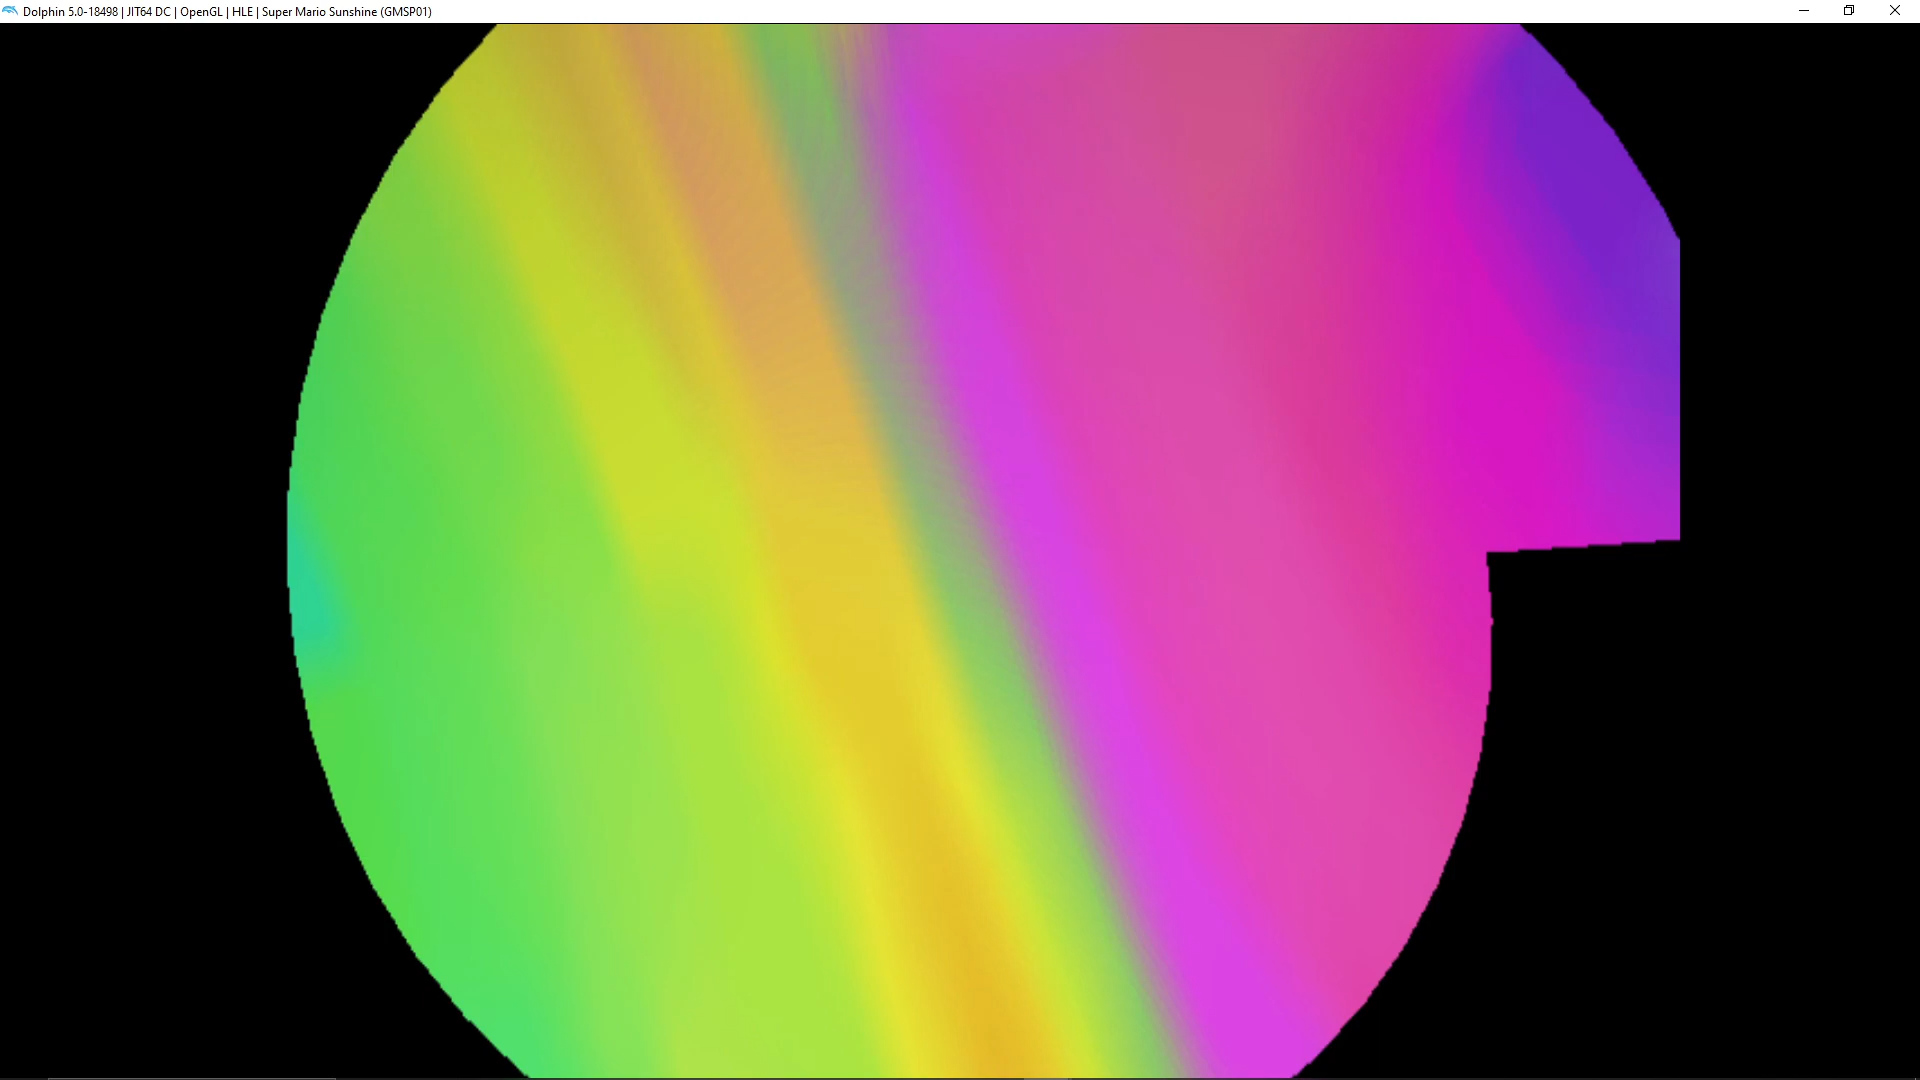 Dolphin 5.0-18498 | JIT64 DC | OpenGL | HLE | Super Mario Sunshine (GMSP01)